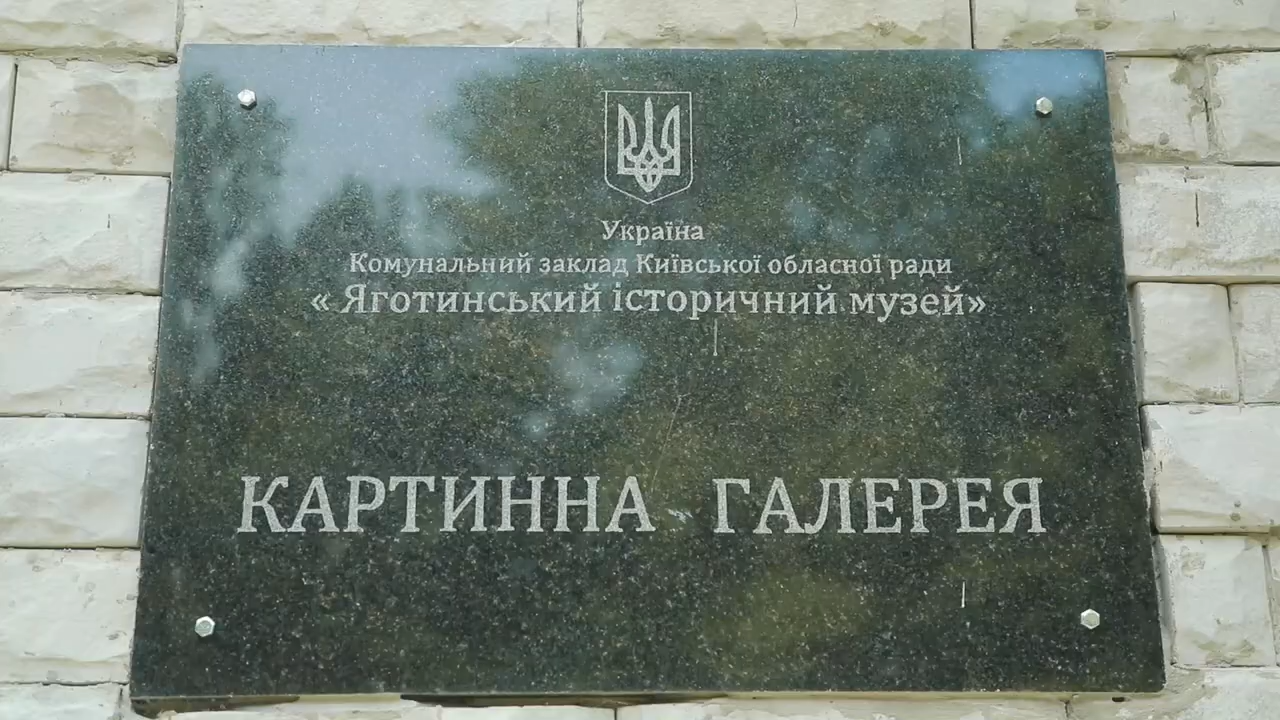 Україна
Комунальний заклад Київської обласної ради
« Яготинський історичний музей»
КАРТИННА ГАЛЕРЕЯ